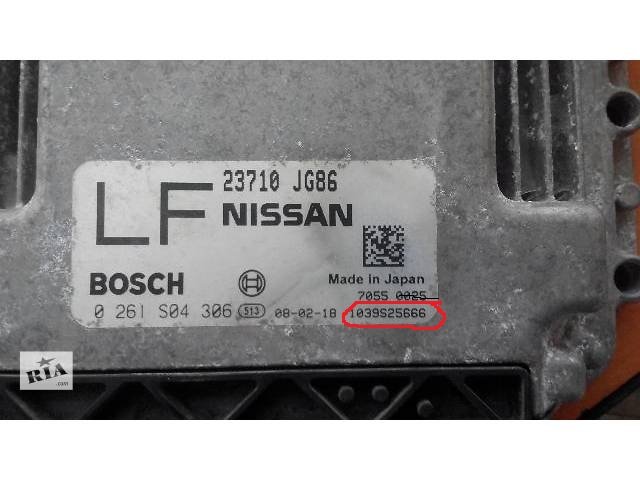 23710 JG86
LF NISSAN
BOSCH
Made in Japan
7055 0025
0 261 S04 306 513 08-02-18 1039S25666
RIA
.com